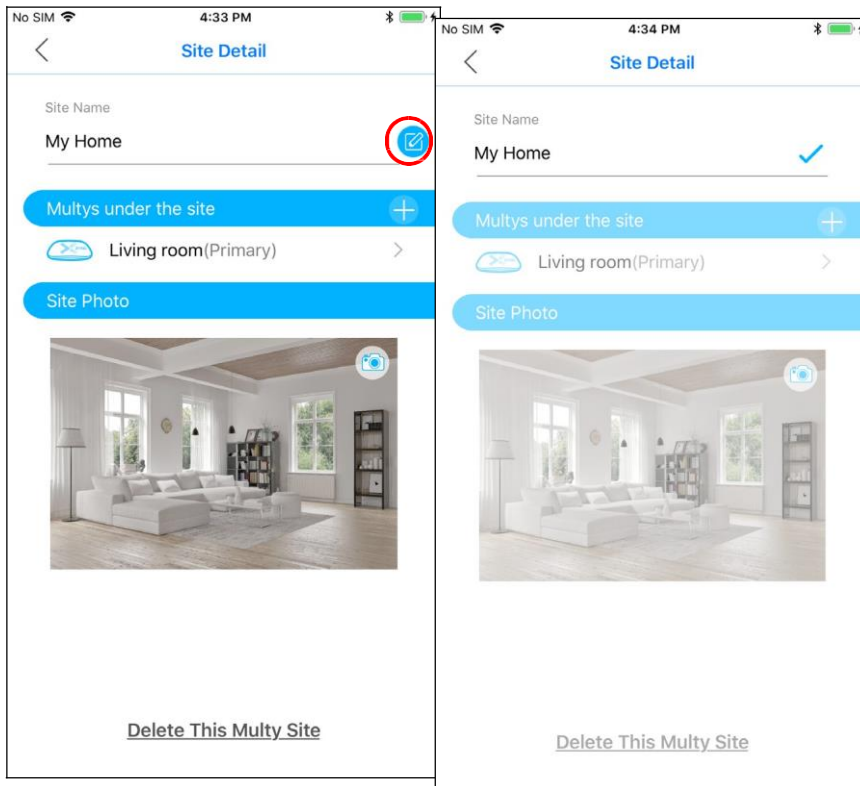 No SIM 4:33 PM
Site Detail
Site Name
My Home
Multys under the site
Living room(Primary)
Site Photo
Delete This Multy Site
No SIM 4:34 PM
Site Detail
Site Name
My Home
Multys under the site
Living room(Primary)
Site Photo
Delete This Multy Site